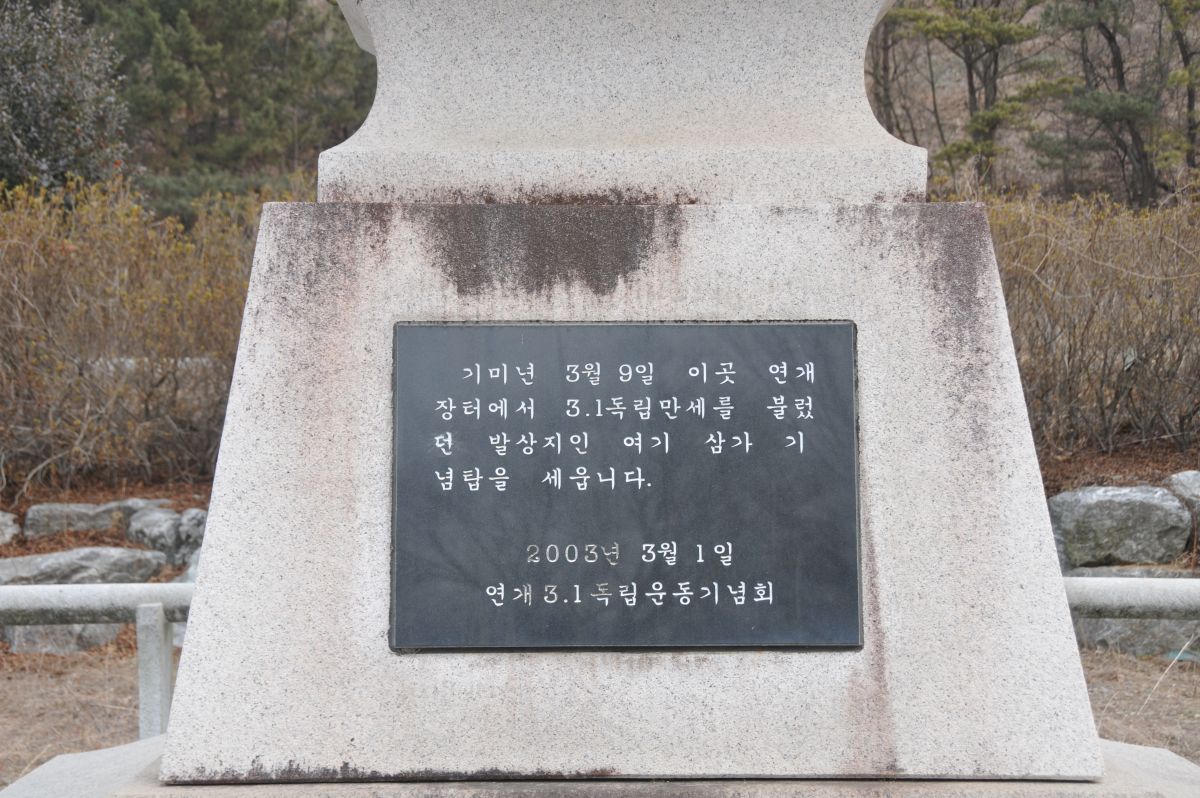 기미년 3월 9일 이곳 연개
장터에서 3.1독립만세를 불렀
던 발상지인 여기 삼가 기
념탑을 세웁니다.
2003년 3월 1일
연개 3.1 독립운동기념회